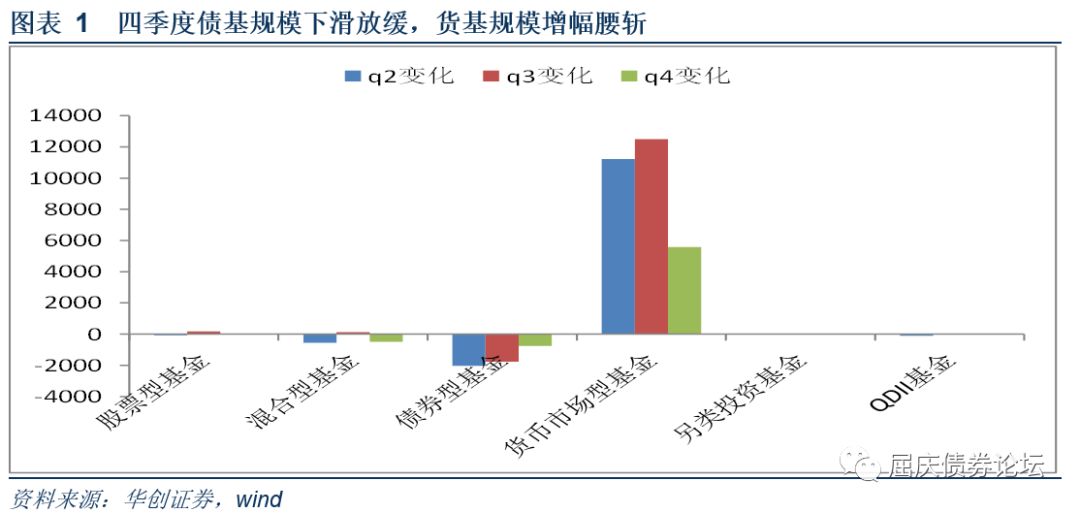 图表 1 四季度债基规模下滑放缓，货基规模增幅腰斩
q2变化 q3变化 q4变化
14000
12000
10000
8000
6000
4000
2000
0
-2000
-4000
股票型基金 混合型基金 债券型基金 货币市场型基金 另类投资基金 QDII基金
屈庆债券论坛
资料来源：华创证券，wind